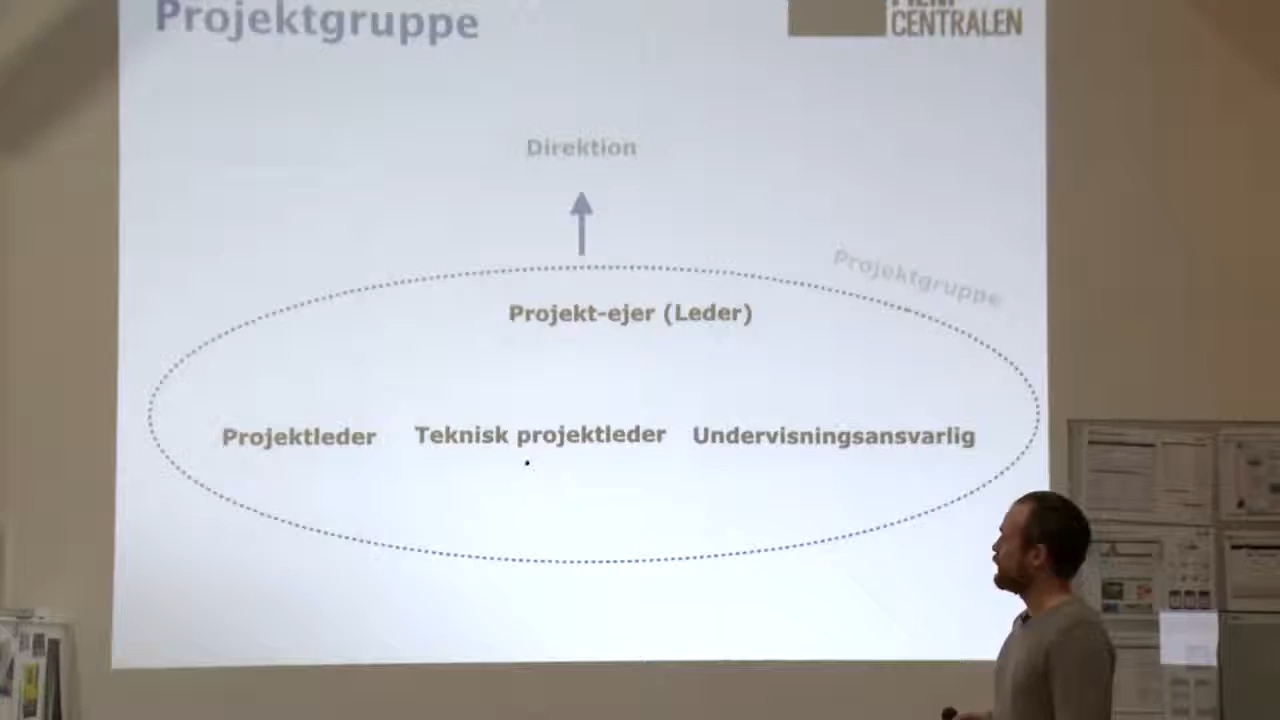 Projektgruppe
CENTRALEN
Direktion
Projektgruppe
Projekt-ejer (Leder)
Projektleder
Teknisk projektleder
Undervisningsansvarlig